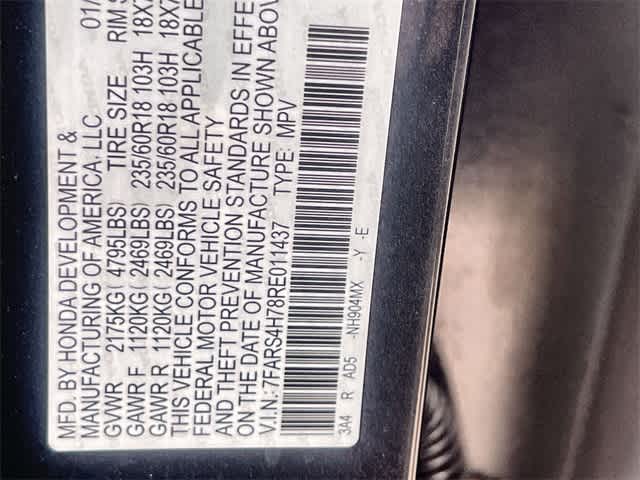 MFD. BY HONDA DEVELOPMENT &
MANUFACTURING OF AMERICA, LLC 01/
GVWR 2175KG( 4795LBS) TIRE SIZE RIMS
GAWR F 1120KG( 2469LBS) 235/60R18 103H 18X7
GAWR R 1120KG( 2469LBS) 235/60R18 103H 18X7
THIS VEHICLE CONFORMS TO ALL APPLICABLE
FEDERAL MOTOR VEHICLE SAFETY
AND THEFT PREVENTION STANDARDS IN EFFE
ON THE DATE OF MANUFACTURE SHOWN ABOV
V.I.N.: 7FARS4H78RE011437 TYPE: MPV
3A4 R AD5 -NH904MX -Y -E